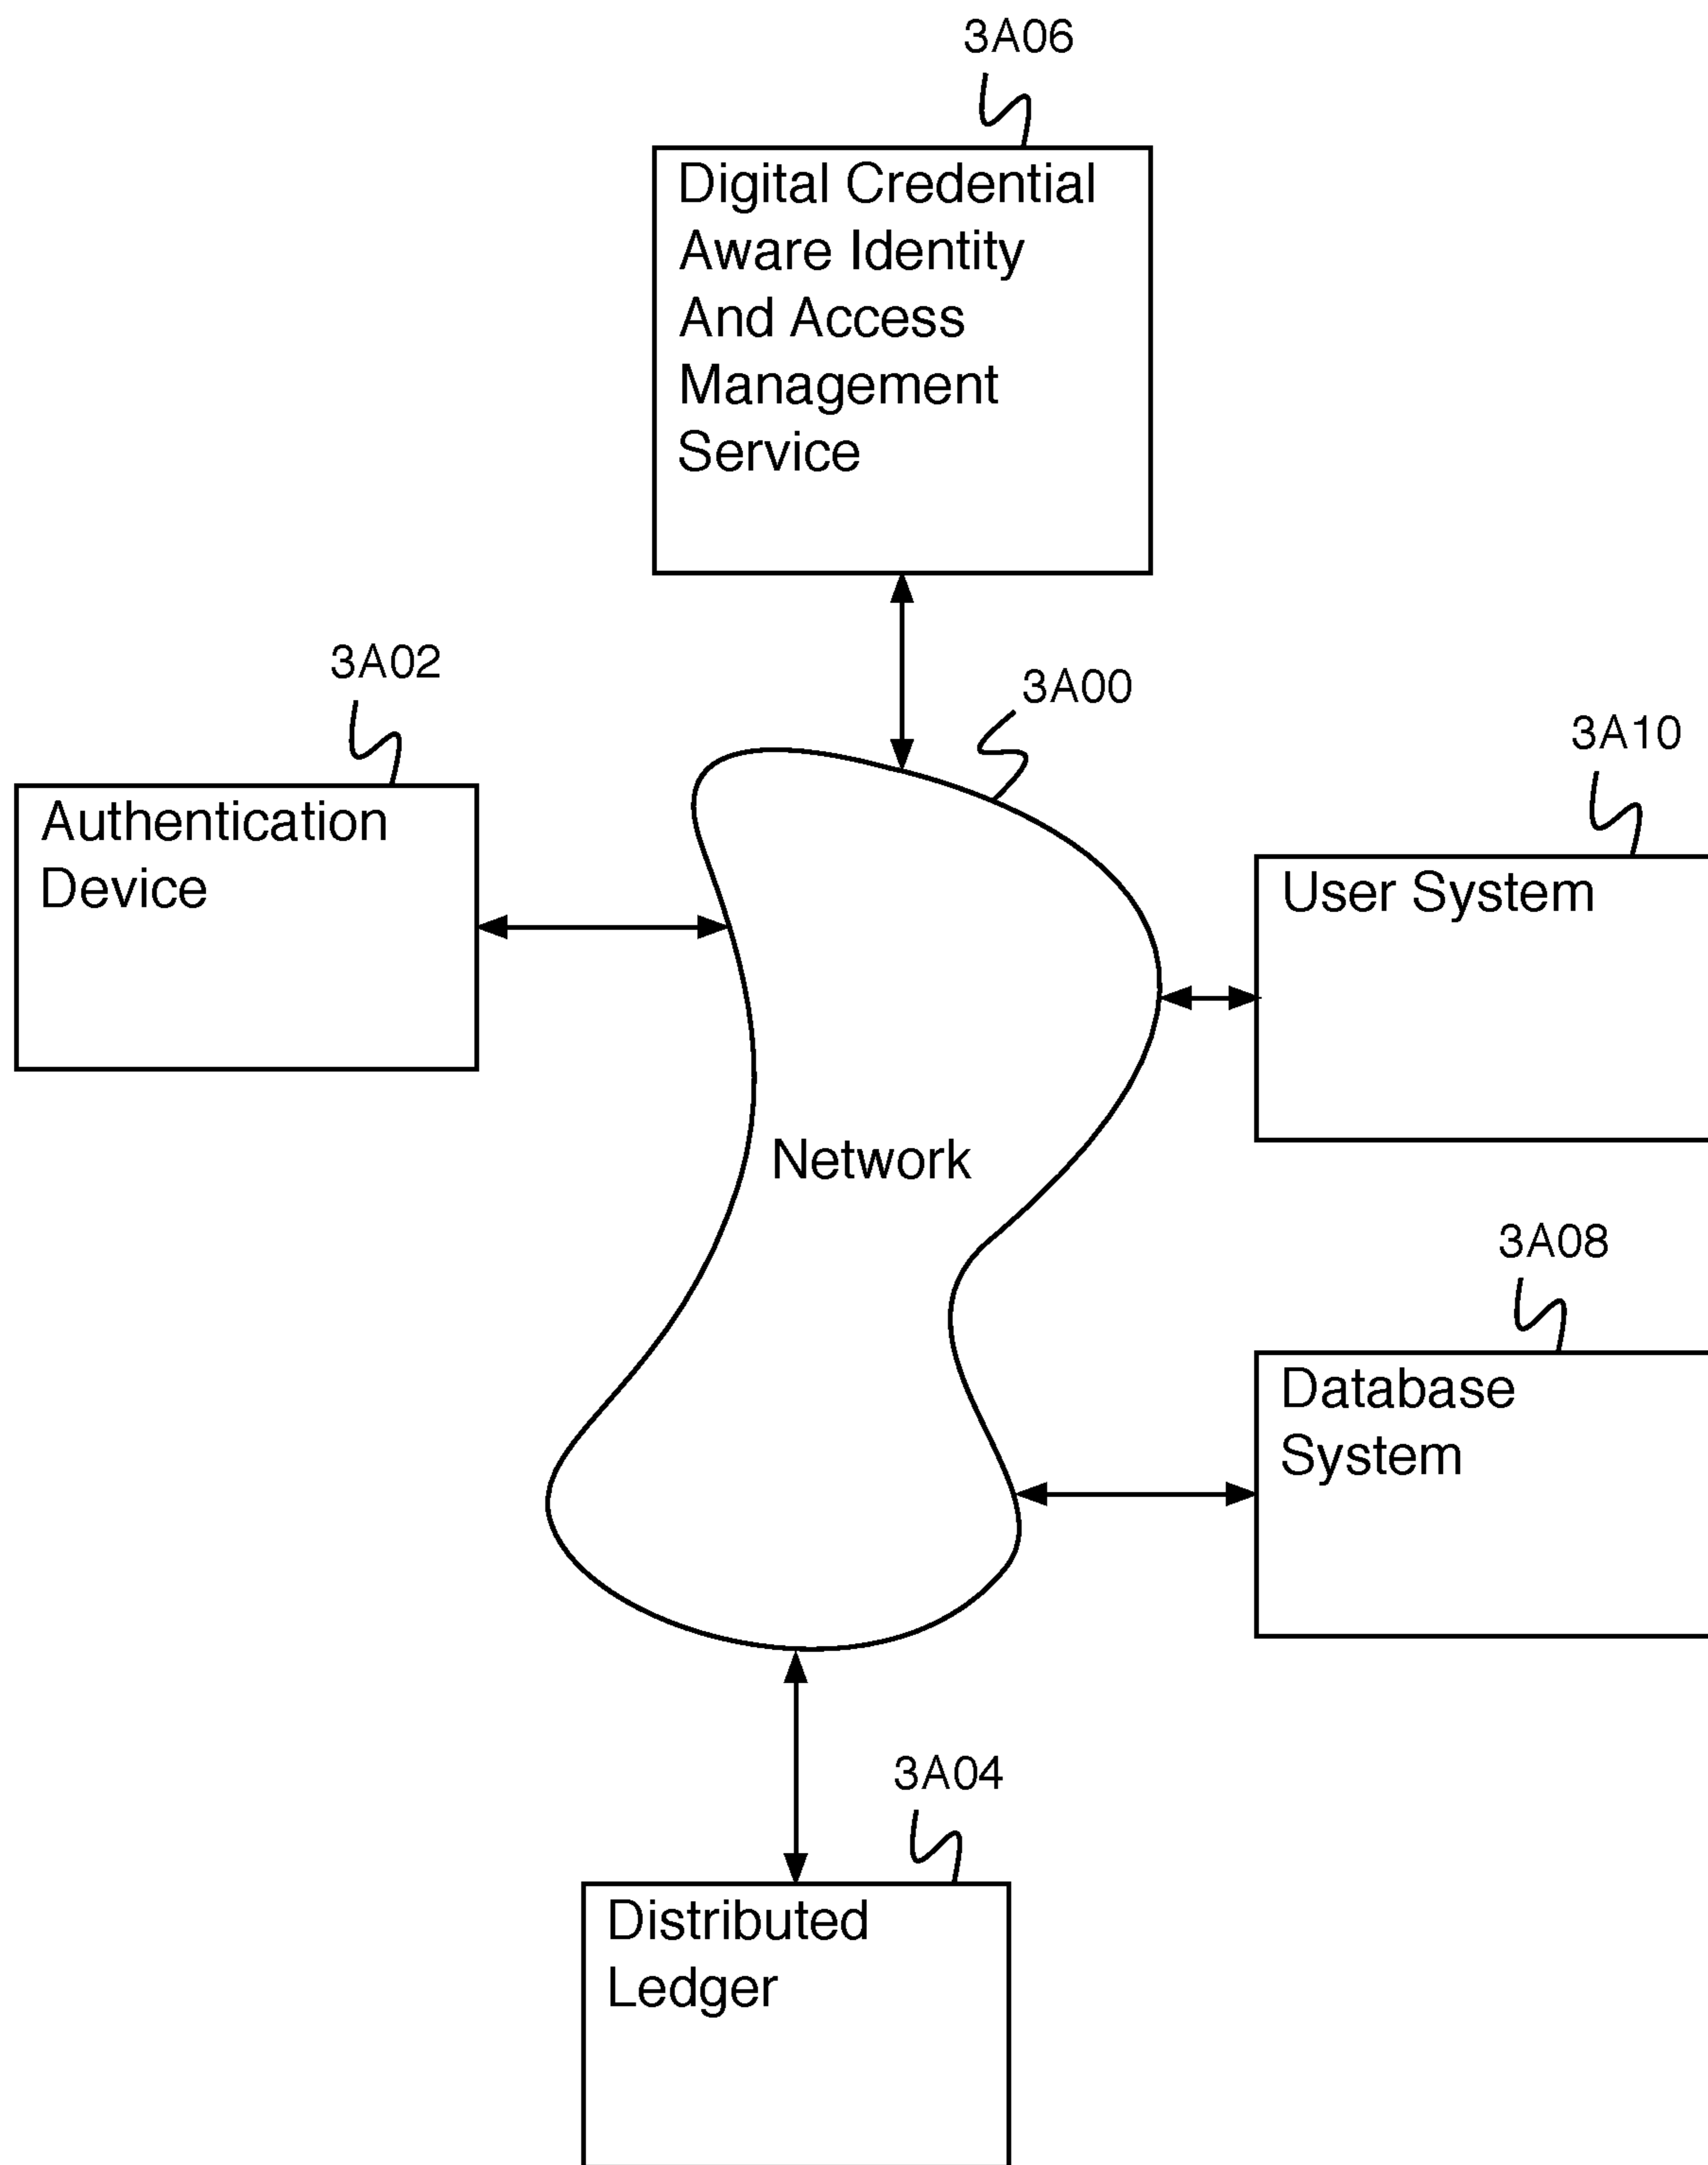 3A06
Digital Credential
Aware Identity
And Access
Management
Service
3A02
3A00
3A10
Authentication
Device
User System
Network
3A08
Database
System
3A04
Distributed
Ledger